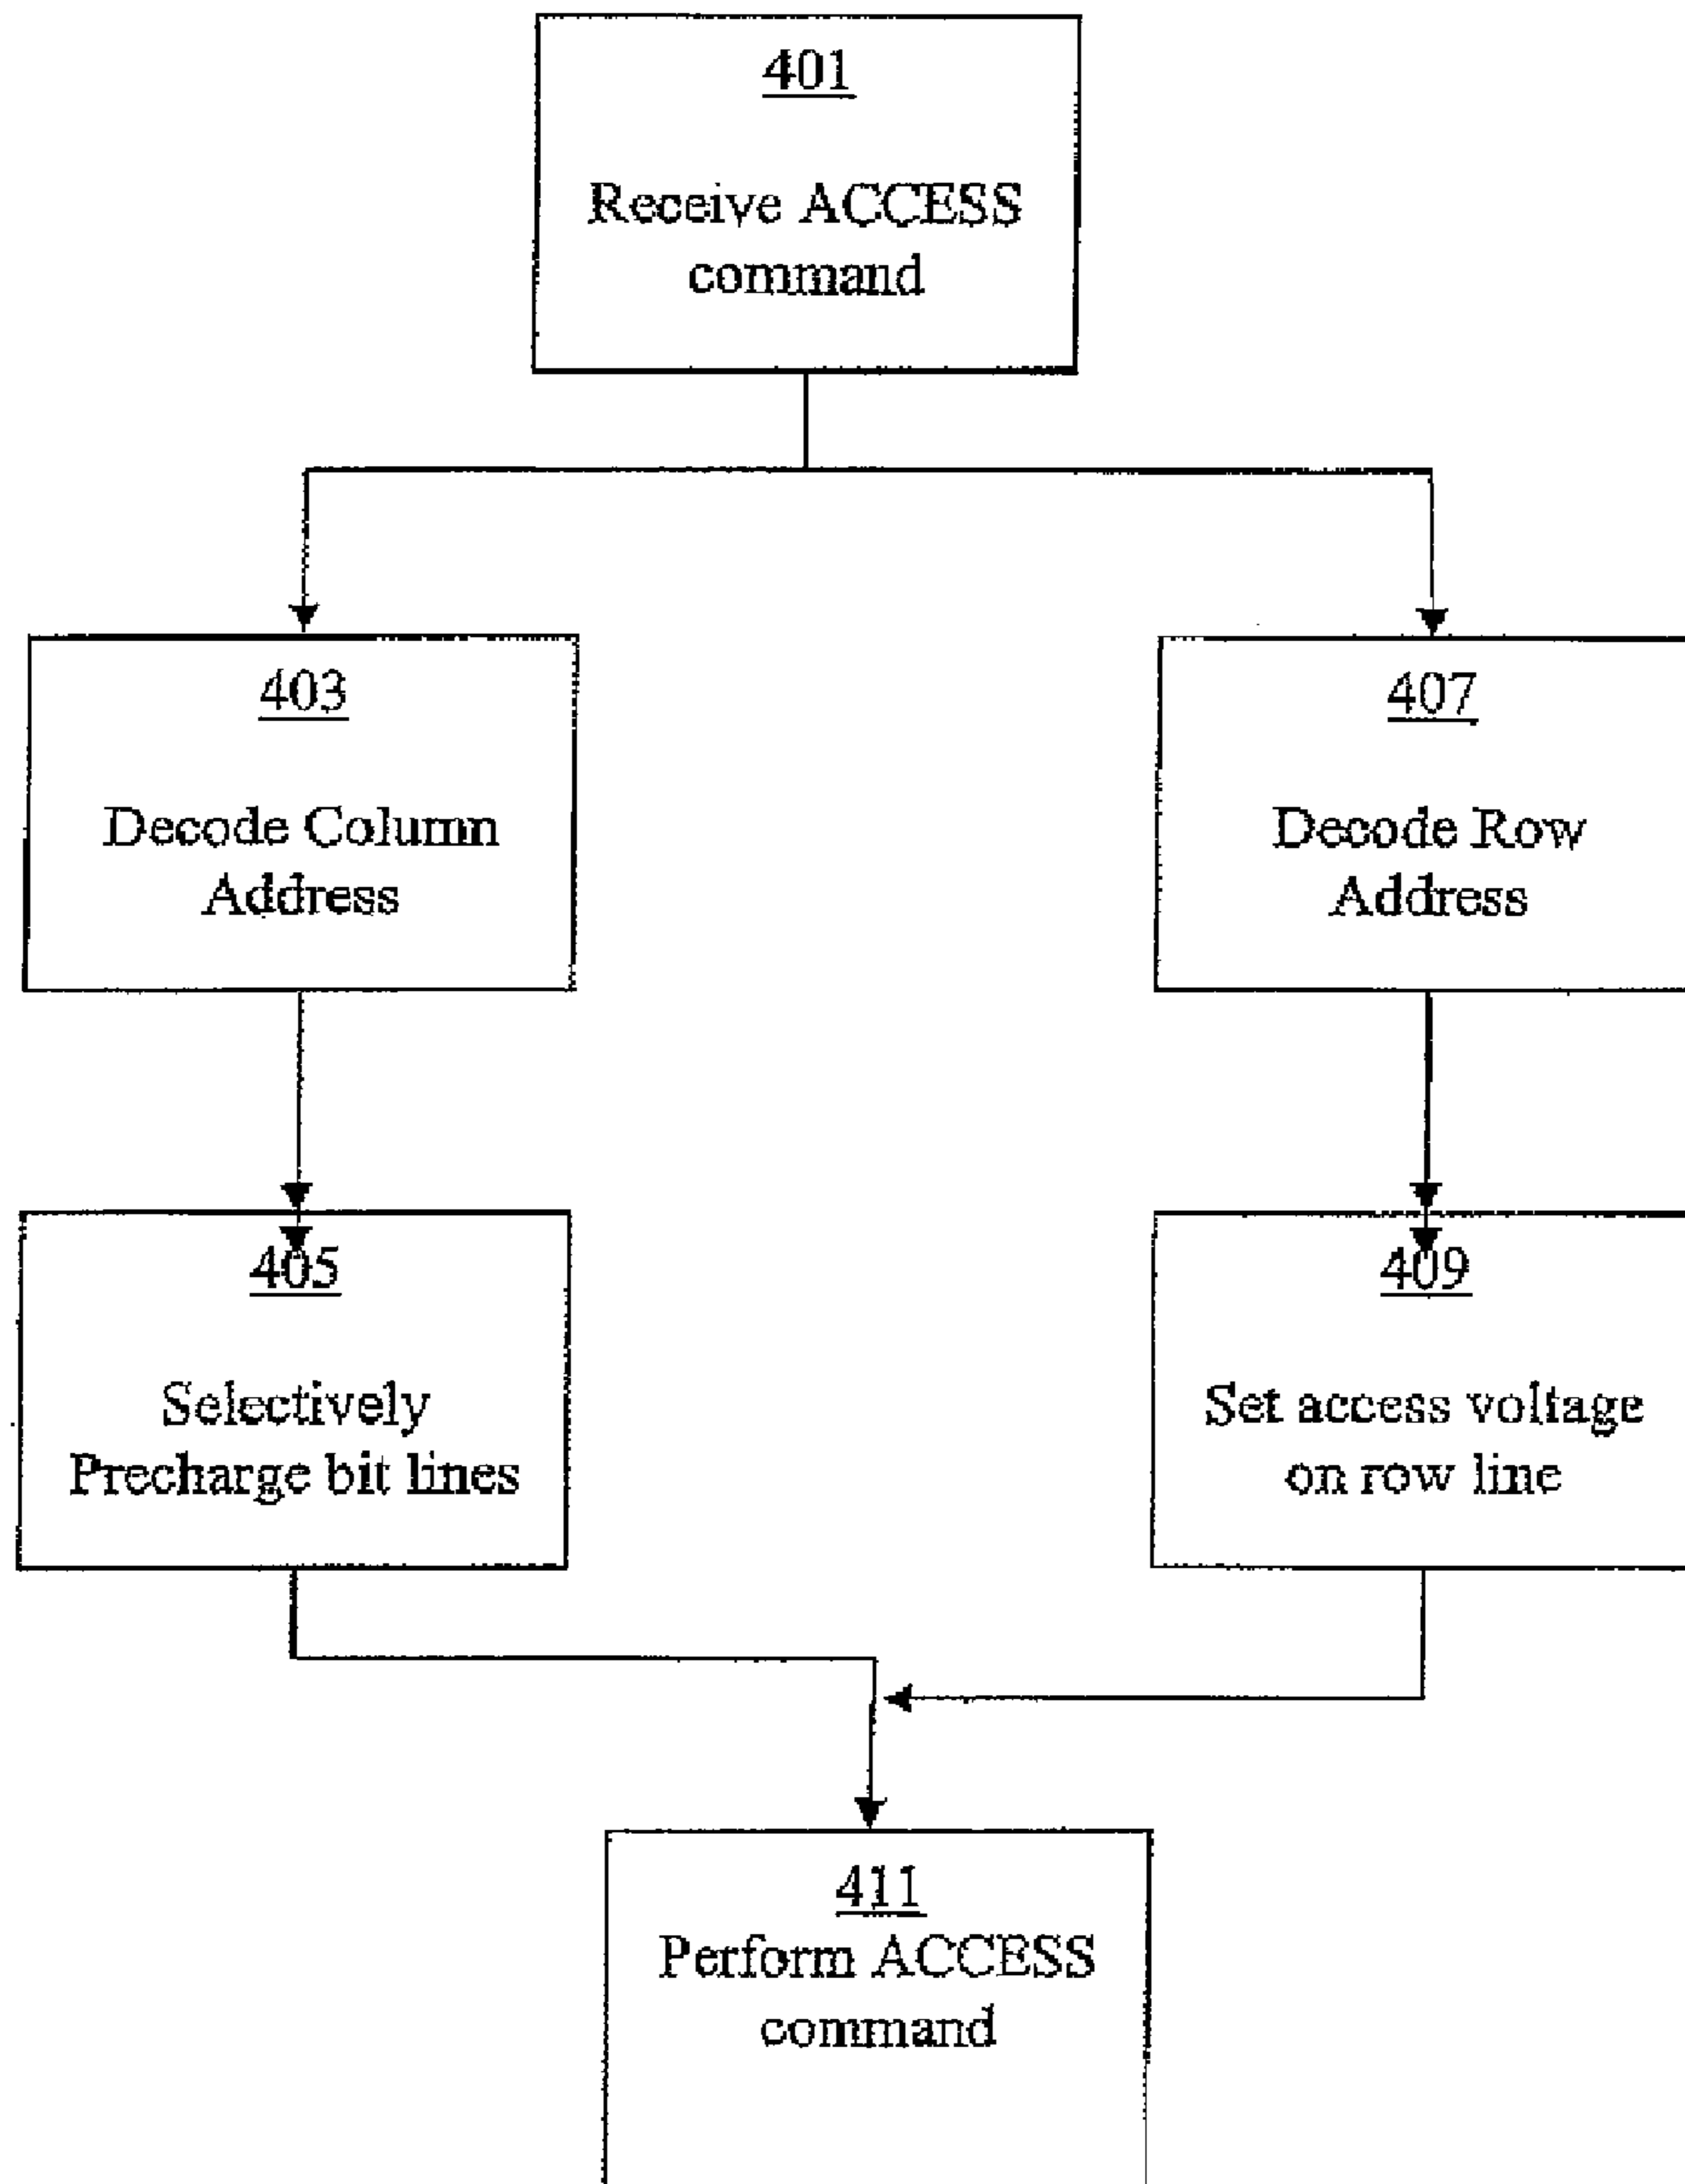 401
Receive ACCESS
command
403
Decode Column
Address
407
Decode Row
Address
405
Selectively
Precharge bit lines
409
Set access voltage
on row line
411
Perform ACCESS
command